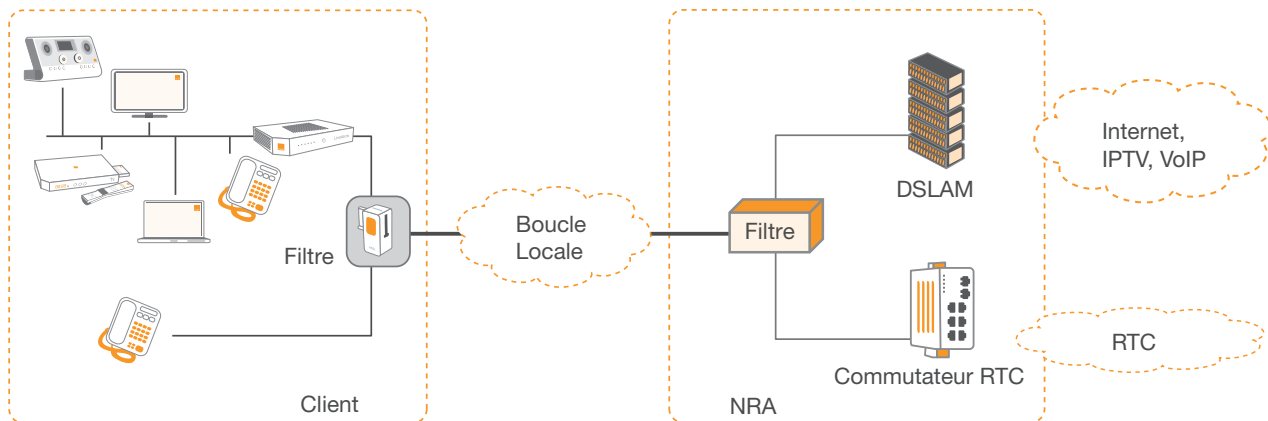 Internet,
IPTV, VoIP
DSLAM
Boucle
Locale
Filtre
Filtre
RTC
Commutateur RTC
Client
NRA